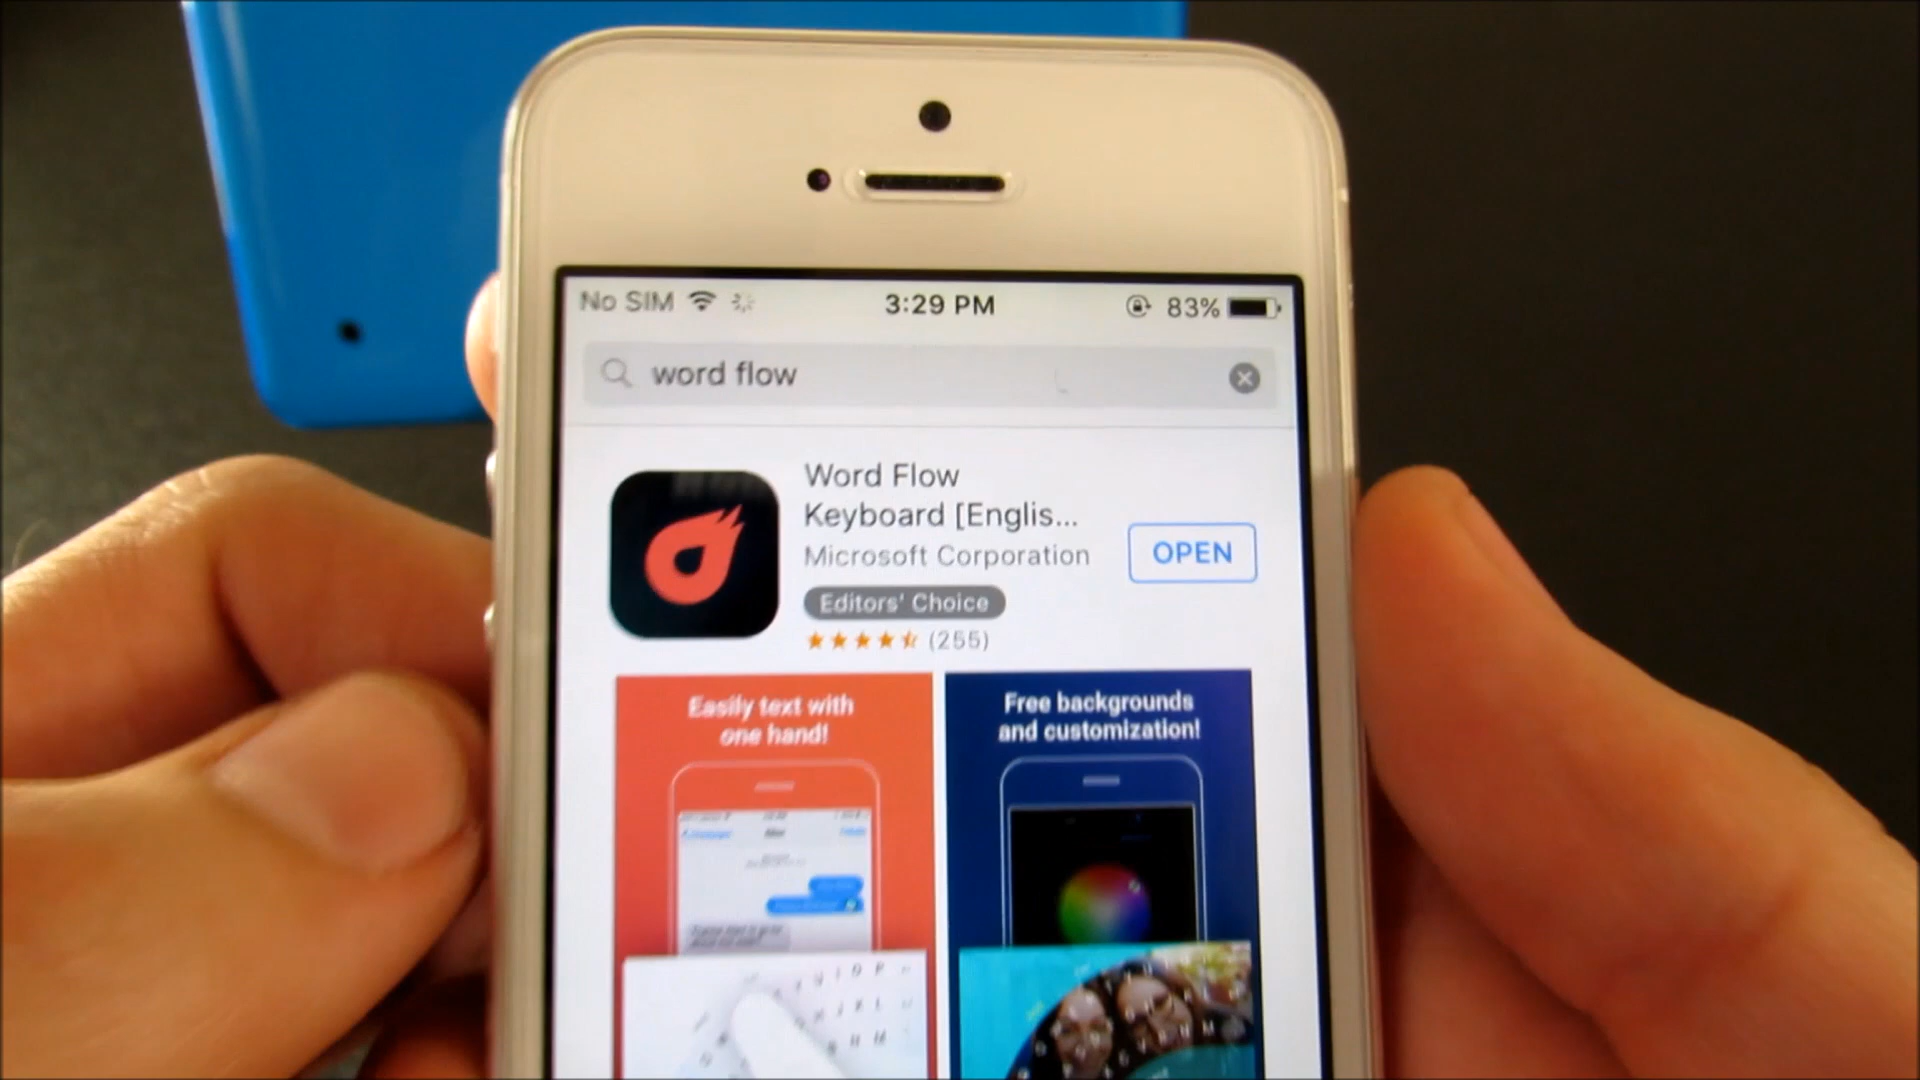 No SIM 3:29 PM 83%
word flow
Word Flow
Keyboard [Englis...
Microsoft Corporation
OPEN
Editors' Choice
(255)
Easily text with
one hand!
Free backgrounds
and customization!